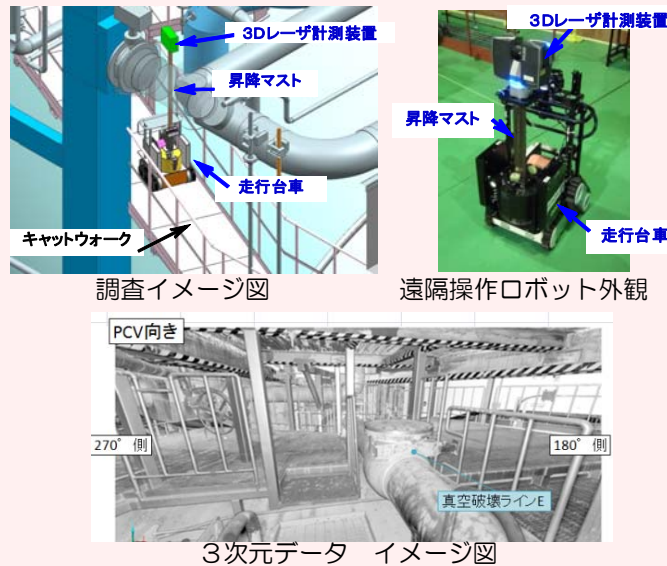 3Dレーザ計測装置
昇降マスト
走行台車
キャットウォーク
調査イメージ図
3Dレーザ計測装置
昇降マスト
走行台車
遠隔操作ロボット外観
PCV向き
270°側
180°側
真空破壊ラインE
３次元データ　イメージ図